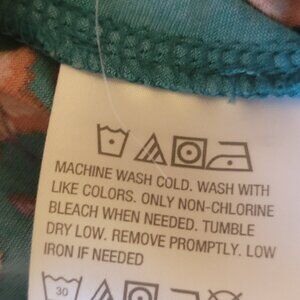 MACHINE WASH COLD. WASH WITH
LIKE COLORS. ONLY NON-CHLORINE
BLEACH WHEN NEEDED. TUMBLE
DRY LOW. REMOVE PROMPTLY. LOW
IRON IF NEEDED
30